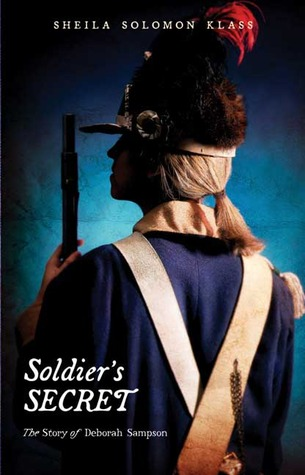 SHEILA SOLOMON KLASS
Soldier's
SECRET
The Story of Deborah Sampson